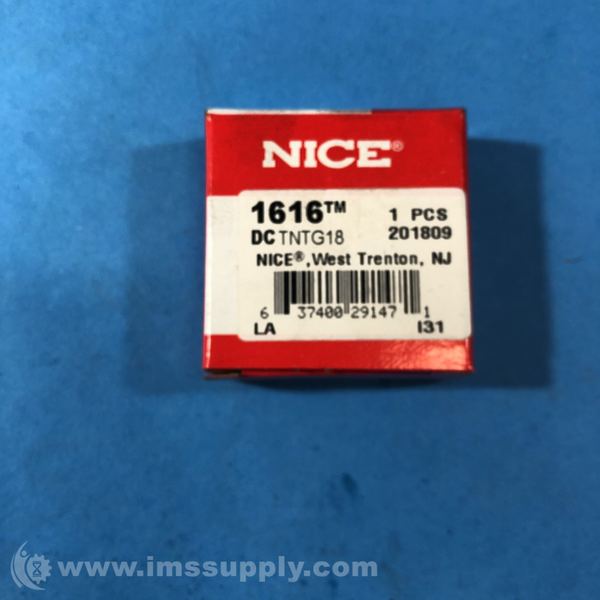 NICE®
1616™ 1 PCS
DC TNTG18 201809
NICE®, West Trenton, NJ
6 37400 29147 1
LA I31
www.imssupply.com